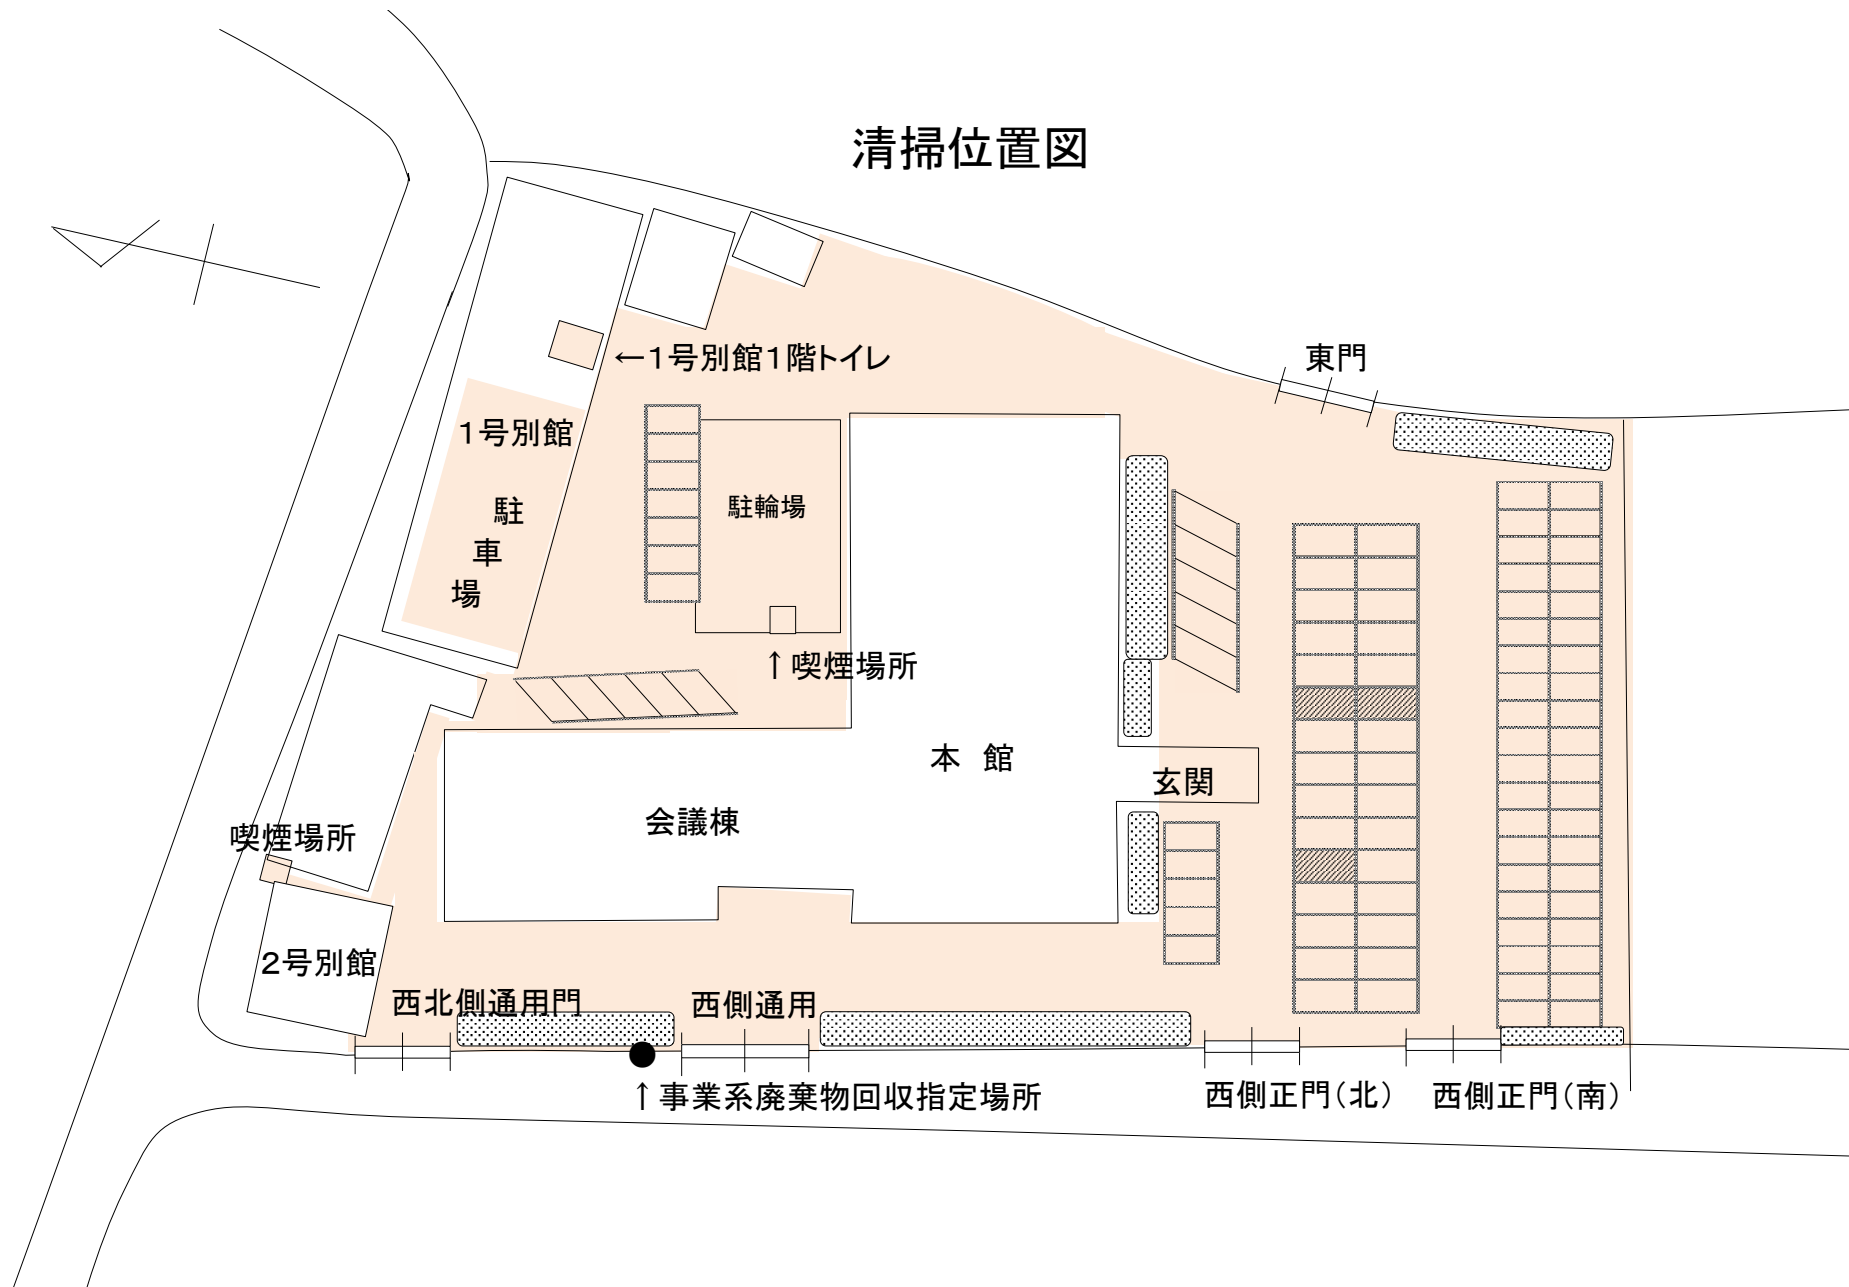 清掃位置図
東門
←1号別館1階トイレ
1号別館
駐
車
場
駐輪場
↑喫煙場所
本 館
玄関
会議棟
喫煙場所
2号別館
西北側通用門
西側通用
↑事業系廃棄物回収指定場所
西側正門(北)
西側正門(南)